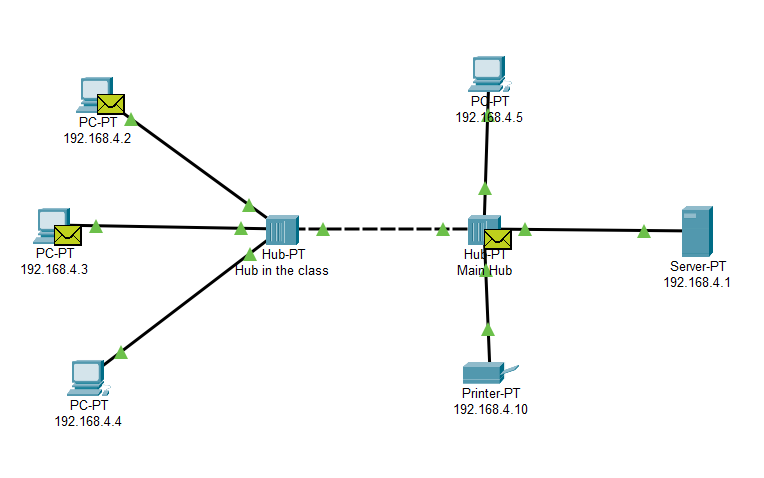 PC-PT
192.168.4.2
PC-PT
192.168.4.5
PC-PT
192.168.4.3
Hub-PT
Hub in the class
Hub-PT
Main Hub
Server-PT
192.168.4.1
PC-PT
192.168.4.4
Printer-PT
192.168.4.10